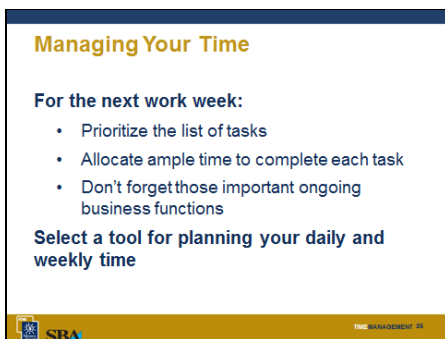 Managing Your Time
For the next work week:
• Prioritize the list of tasks
• Allocate ample time to complete each task
• Don't forget those important ongoing
business functions
Select a tool for planning your daily and
weekly time
SBA
TIME MANAGEMENT 26